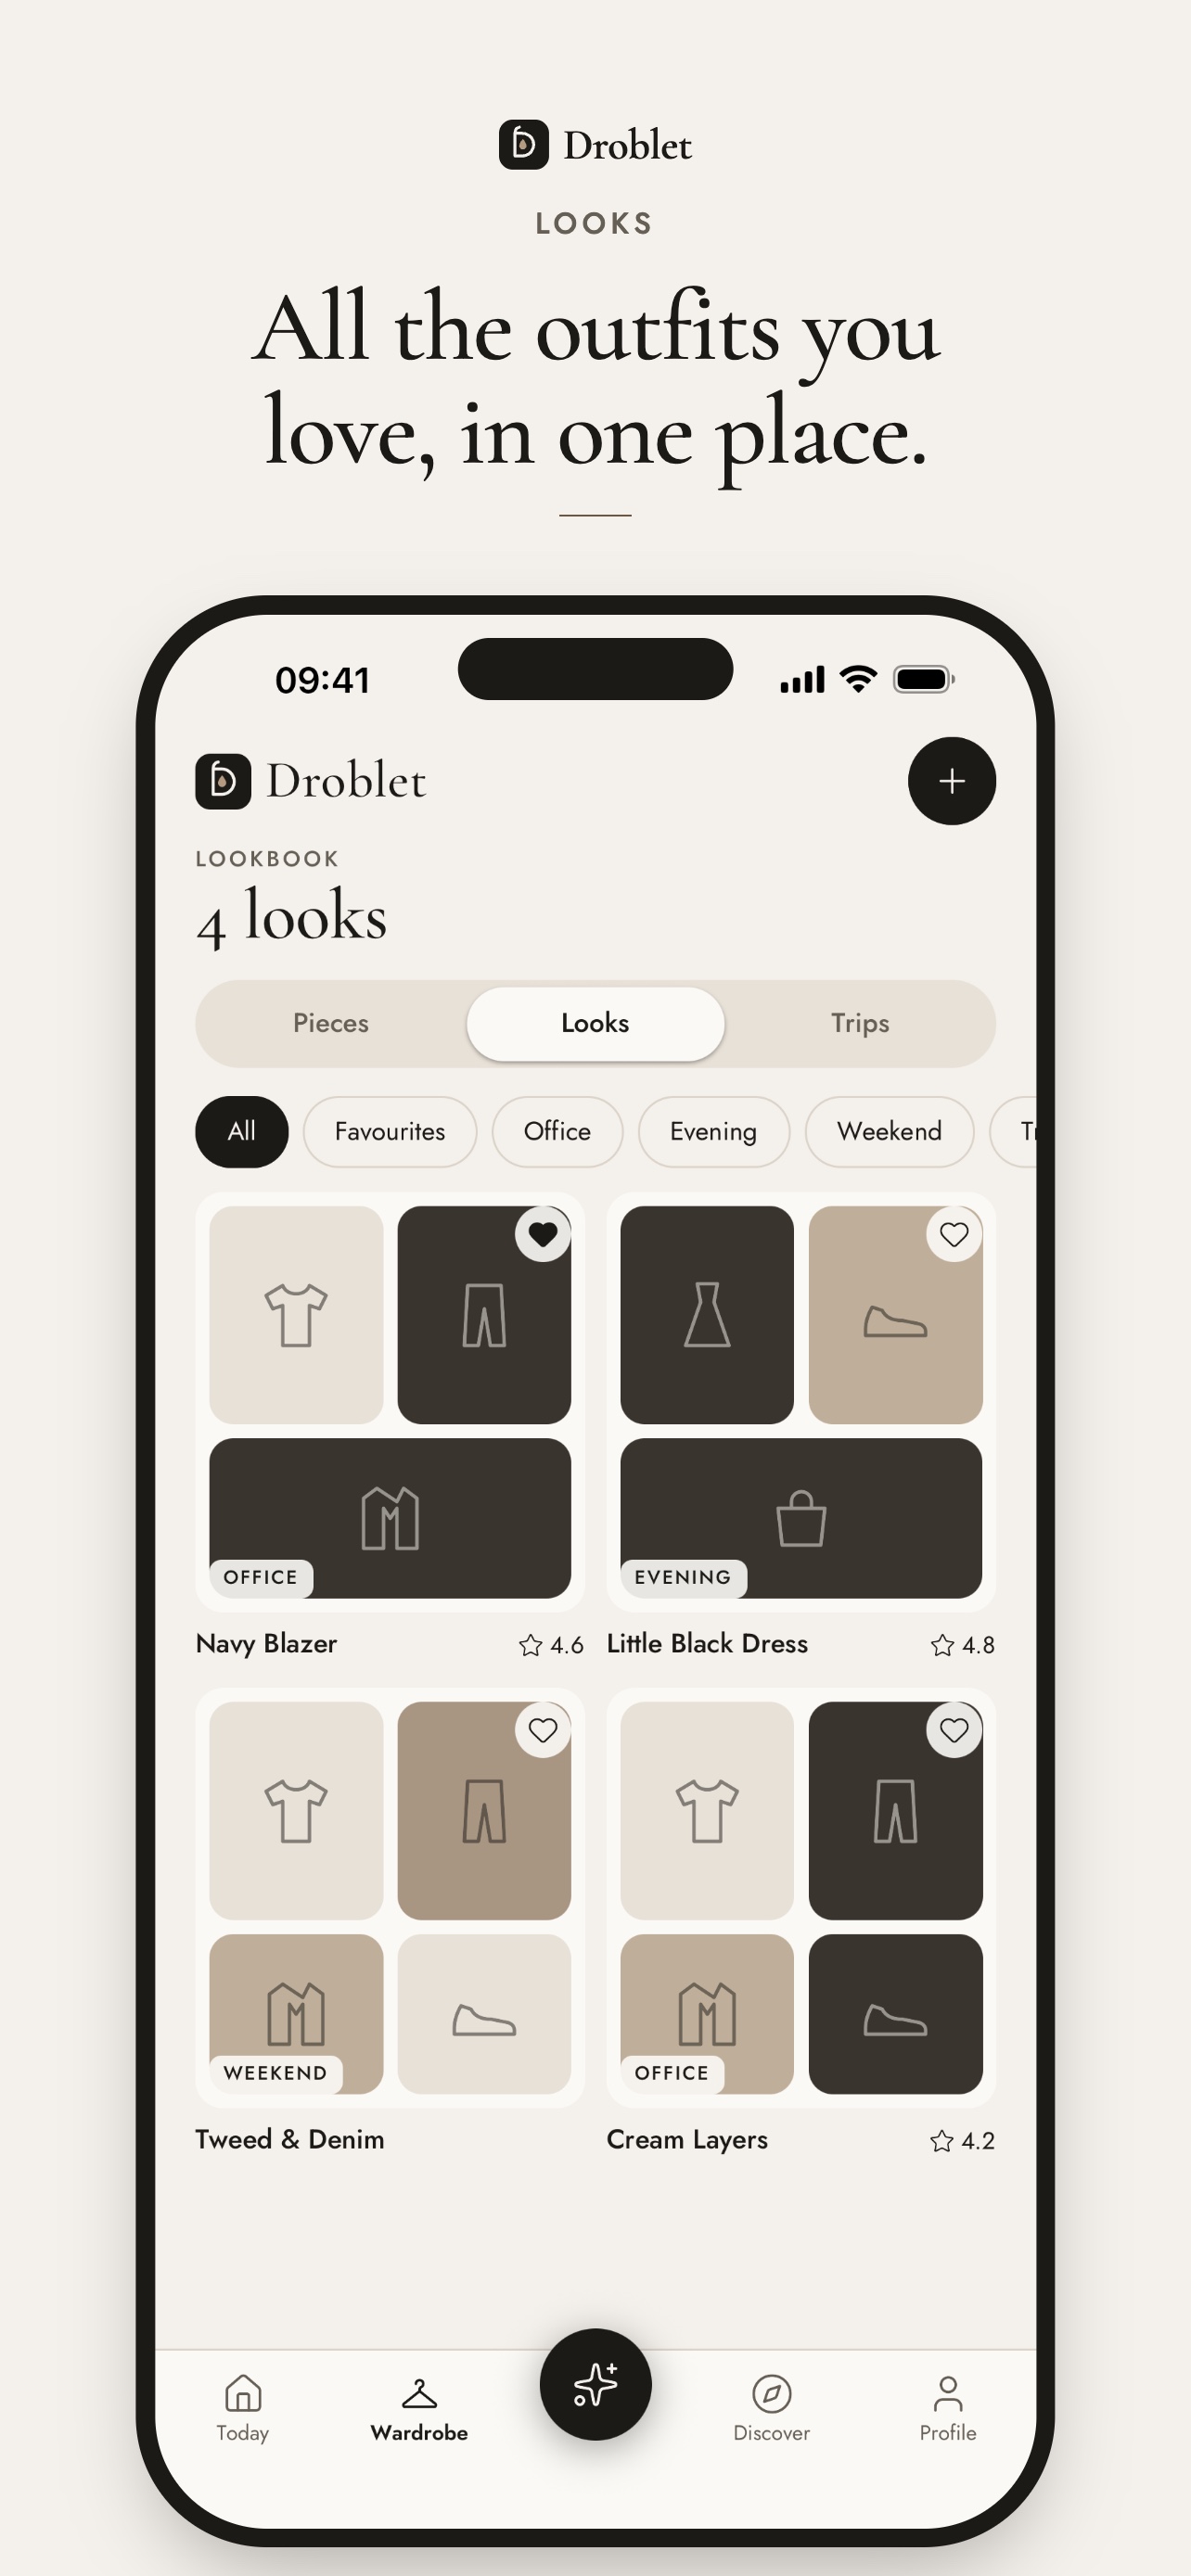 Droblet
LOOKS
All the outfits you
love, in one place.
09:41
Droblet
LOOKBOOK
4 looks
Pieces Looks Trips
All Favourites Office Evening Weekend
OFFICE EVENING
Navy Blazer 4.6 Little Black Dress 4.8
WEEKEND OFFICE
Tweed & Denim Cream Layers 4.2
Today Wardrobe Discover Profile